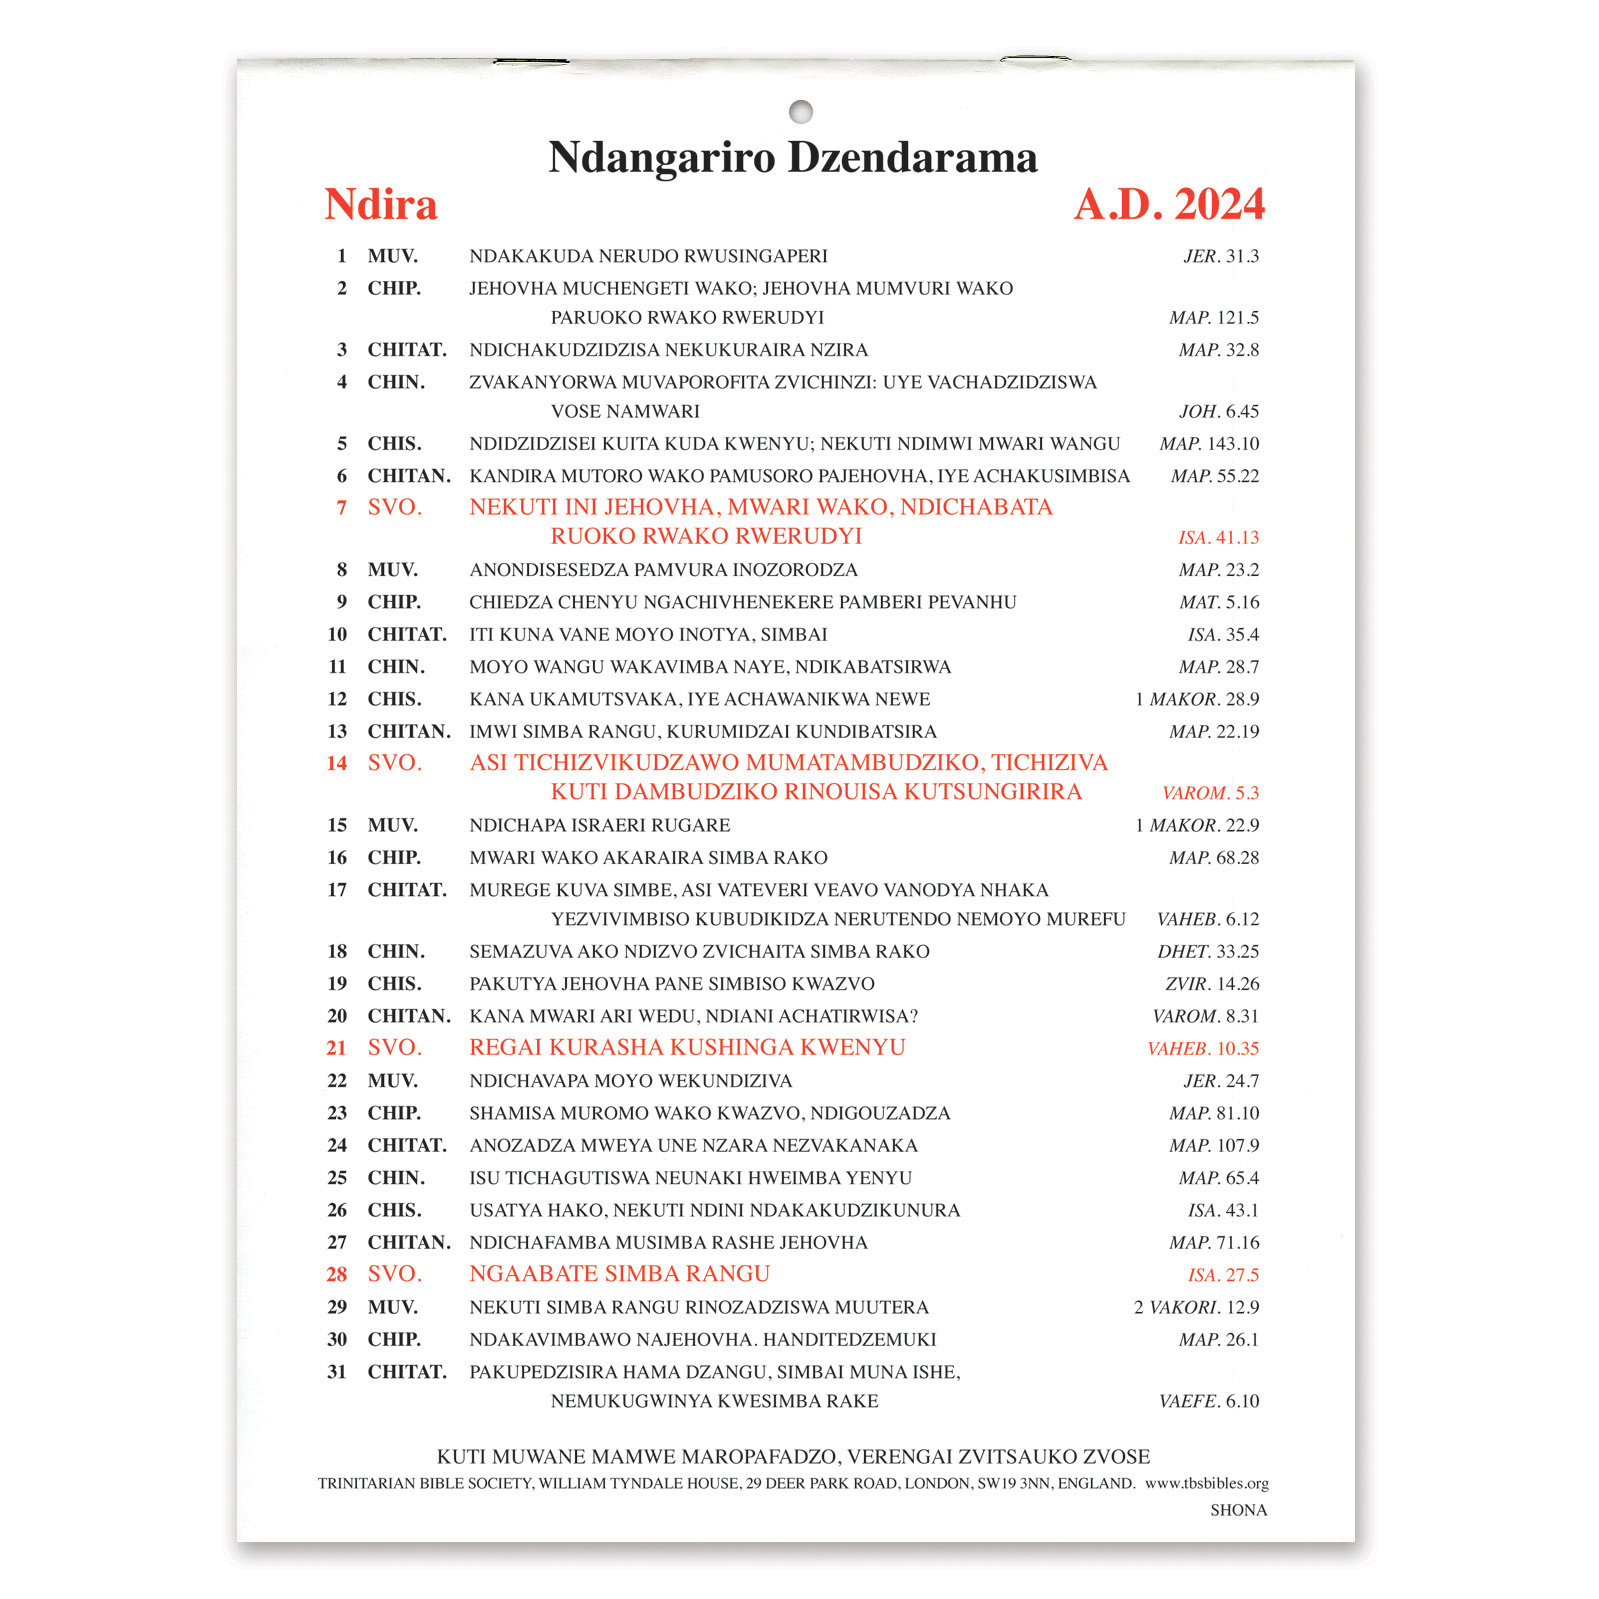 Ndangariro Dzendarama
Ndira A.D. 2024
1 MUV. NDAKAKUDA NERUDO RWUSINGAPERI JER. 31.3
2 CHIP. JEHOVHA MUCHENGETI WAKO; JEHOVHA MUMVURI WAKO
PARUOKO RWAKO RWERUDYI MAP. 121.5
3 CHITAT. NDICHAKUDZIDZISA NEKUKURAIRA NZIRA MAP. 32.8
4 CHIN. ZVAKANYORWA MUVAPOROFITA ZVICHINZI: UYE VACHADZIDZISWA
VOSE NAMWARI JOH. 6.45
5 CHIS. NDIDZIDZISEI KUITA KUDA KWENYU; NEKUTI NDIMWI MWARI WANGU MAP. 143.10
6 CHITAN. KANDIRA MUTORO WAKO PAMUSORO PAJEHOVHA, IYE ACHAKUSIMBISA MAP. 55.22
7 SVO. NEKUTI INI JEHOVHA, MWARI WAKO, NDICHABATA
RUOKO RWAKO RWERUDYI ISA. 41.13
8 MUV. ANONDISESEDZA PAMVURA INOZORODZA MAP. 23.2
9 CHIP. CHIEDZA CHENYU NGACHIVHENEKERE PAMBERI PEVANHU MAT. 5.16
10 CHITAT. ITI KUNA VANE MOYO INOTYA, SIMBAI ISA. 35.4
11 CHIN. MOYO WANGU WAKAVIMBA NAYE, NDIKABATSIRWA MAP. 28.7
12 CHIS. KANA UKAMUTSVAKA, IYE ACHAWANIKWA NEWE 1 MAKOR. 28.9
13 CHITAN. IMWI SIMBA RANGU, KURUMIDZAI KUNDIBATSIRA MAP. 22.19
14 SVO. ASI TICHIZVIKUDZAWO MUMATAMBUDZIKO, TICHIZIVA
KUTI DAMBUDZIKO RINOUISA KUTSUNGIRIRA VAROM. 5.3
15 MUV. NDICHAPA ISRAERI RUGARE 1 MAKOR. 22.9
16 CHIP. MWARI WAKO AKARAIRA SIMBA RAKO MAP. 68.28
17 CHITAT. MUREGE KUVA SIMBE, ASI VATEVERI VEAVO VANODYA NHAKA
YEZVIVIMBISO KUBUDIKIDZA NERUTENDO NEMOYO MUREFU VAHEB. 6.12
18 CHIN. SEMAZUVA AKO NDIZVO ZVICHAITA SIMBA RAKO DHET. 33.25
19 CHIS. PAKUTYA JEHOVHA PANE SIMBISO KWAZVO ZVIR. 14.26
20 CHITAN. KANA MWARI ARI WEDU, NDIANI ACHATIRWISA? VAROM. 8.31
21 SVO. REGAI KURASHA KUSHINGA KWENYU VAHEB. 10.35
22 MUV. NDICHAVAPA MOYO WEKUNDIZIVA JER. 24.7
23 CHIP. SHAMISA MUROMO WAKO KWAZVO, NDIGOUZADZA MAP. 81.10
24 CHITAT. ANOZADZA MWEYA UNE NZARA NEZVAKANAKA MAP. 107.9
25 CHIN. ISU TICHAGUTISWA NEUNAKI HWEIMBA YENYU MAP. 65.4
26 CHIS. USATYA HAKO, NEKUTI NDINI NDAKAKUDZIKUNURA ISA. 43.1
27 CHITAN. NDICHAFAMBA MUSIMBA RASHE JEHOVHA MAP. 71.16
28 SVO. NGAABATE SIMBA RANGU ISA. 27.5
29 MUV. NEKUTI SIMBA RANGU RINOZADZISWA MUUTERA 2 VAKORI. 12.9
30 CHIP. NDAKAVIMBAWO NAJEHOVHA. HANDITEDZEMUKI MAP. 26.1
31 CHITAT. PAKUPEDZISIRA HAMA DZANGU, SIMBAI MUNA ISHE,
NEMUKUGWINYA KWESIMBA RAKE VAEFE. 6.10
KUTI MUWANE MAMWE MAROPAFADZO, VERENGAI ZVITSAUKO ZVOSE
TRINITARIAN BIBLE SOCIETY, WILLIAM TYNDALE HOUSE, 29 DEER PARK ROAD, LONDON, SW19 3NN, ENGLAND. www.tbsbibles.org
SHONA